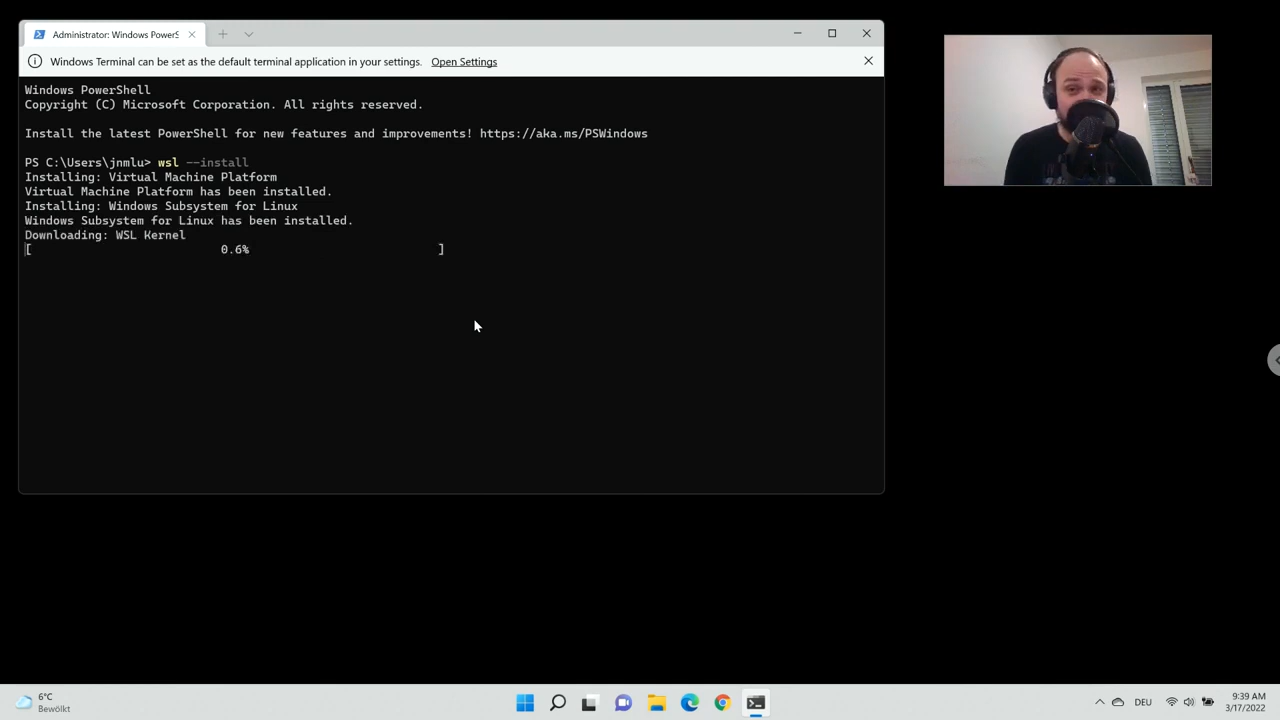 Administrator: Windows PowerS
Windows Terminal can be set as the default terminal application in your settings. Open Settings
Windows PowerShell
Copyright (C) Microsoft Corporation. All rights reserved.
Install the latest PowerShell for new features and improvements! https://aka.ms/PSWindows
PS C:\Users\jnmlu> wsl --install
Installing: Virtual Machine Platform
Virtual Machine Platform has been installed.
Installing: Windows Subsystem for Linux
Windows Subsystem for Linux has been installed.
Downloading: WSL Kernel
[ 0.6% ]
6°C
Bewölkt
DEU
9:39 AM
3/17/2022